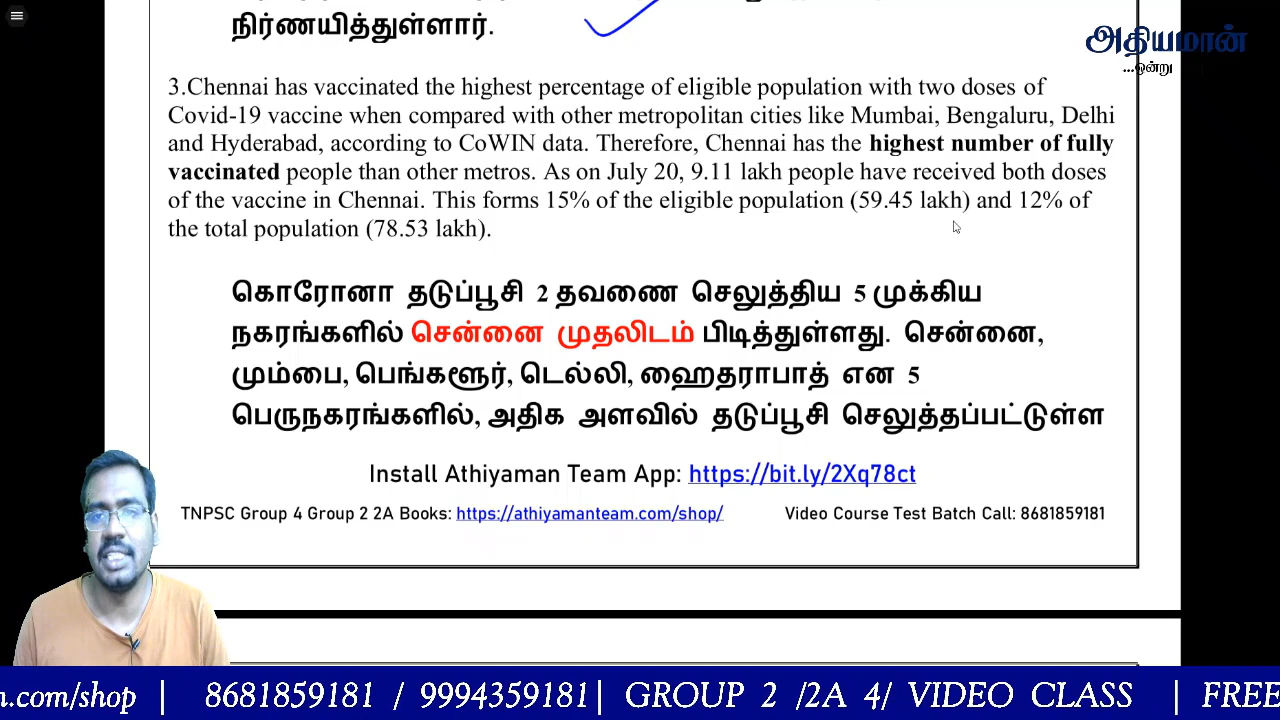 நிர்ணயித்துள்ளார்.
அதியமான்
...ஒன்று
3.Chennai has vaccinated the highest percentage of eligible population with two doses of
Covid-19 vaccine when compared with other metropolitan cities like Mumbai, Bengaluru, Delhi
and Hyderabad, according to CoWIN data. Therefore, Chennai has the highest number of fully
vaccinated people than other metros. As on July 20, 9.11 lakh people have received both doses
of the vaccine in Chennai. This forms 15% of the eligible population (59.45 lakh) and 12% of
the total population (78.53 lakh).
கொரோனா தடுப்பூசி 2 தவணை செலுத்திய 5 முக்கிய
நகரங்களில் சென்னை முதலிடம் பிடித்துள்ளது. சென்னை,
மும்பை, பெங்களூர், டெல்லி, ஹைதராபாத் என 5
பெருநகரங்களில், அதிக அளவில் தடுப்பூசி செலுத்தப்பட்டுள்ள
Install Athiyaman Team App: https://bit.ly/2Xq78ct
TNPSC Group 4 Group 2 2A Books: https://athiyamanteam.com/shop/ Video Course Test Batch Call: 8681859181
n.com/shop | 8681859181 / 9994359181| GROUP 2 /2A 4/ VIDEO CLASS | FREE